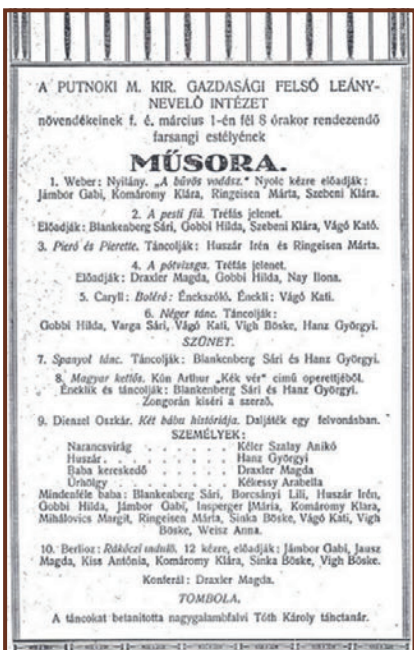 A PUTNOKI M. KIR. GAZDASÁGI FELSŐ LEÁNY-
NEVELŐ INTÉZET
növendékeinek f. é. március 1-én fél 8 órakor rendezendő
farsangi estélyének
MŰSORA.
1. Weber: Nyitány. „A bűvös vadász." Nyolc kézre előadják:
Jámbor Gabi, Komáromy Klára, Ringeisen Márta, Szebeni Klára.
2. A pesti fiú. Tréfás jelenet.
Előadják: Blankenberg Sári, Gobbi Hilda, Szebeni Klára, Vágó Kató.
3. Pieró és Pierette. Táncolják: Huszár Irén és Ringeisen Márta.
4. A pótvizsga. Tréfás jelenet.
Előadják: Draxler Magda, Gobbi Hilda, Nay Ilona.
5. Caryll: Boléró: Énekszóló. Énekli: Vágó Kati.
6. Néger tánc. Táncolják:
Gobbi Hilda, Varga Sári, Vágó Kati, Vigh Böske, Hanz Györgyi.
SZÜNET.
7. Spanyol tánc. Táncolják: Blankenberg Sári és Hanz Györgyi.
8. Magyar kettős. Kún Arthur „Kék vér" cimű operettjéből.
Éneklik és táncolják: Blankenberg Sári és Hanz Györgyi.
Zongorán kiséri a szerző.
9. Dienzel Oszkár. Két bába históriája. Daljáték egy felvonásban.
SZEMÉLYEK:
Narancsvirág . . . . . . Kéler Szalay Anikó
Huszár . . . . . . Hanz Györgyi
Baba kereskedő . . . . . Draxler Magda
Úrhölgy . . . . . . Kékessy Arabella
Mindenféle baba: Blankenberg Sári, Borcsányi Lili, Huszár Irén,
Gobbi Hilda, Jámbor Gabi, Insperger Mária, Komáromy Klara,
Mihálovics Margit, Ringeisen Márta, Sinka Böske, Vágó Kati, Vigh
Böske, Weisz Anna.
10. Berlioz: Rákóczi induló. 12 kézre, előadják: Jámbor Gabi, Jausz
Magda, Kiss Antónia, Komáromy Klára, Sinka Böske, Vigh Böske.
Konferál: Draxler Magda.
TOMBOLA.
A táncokat betanitotta nagygalambfalvi Tóth Károly tánctanár.